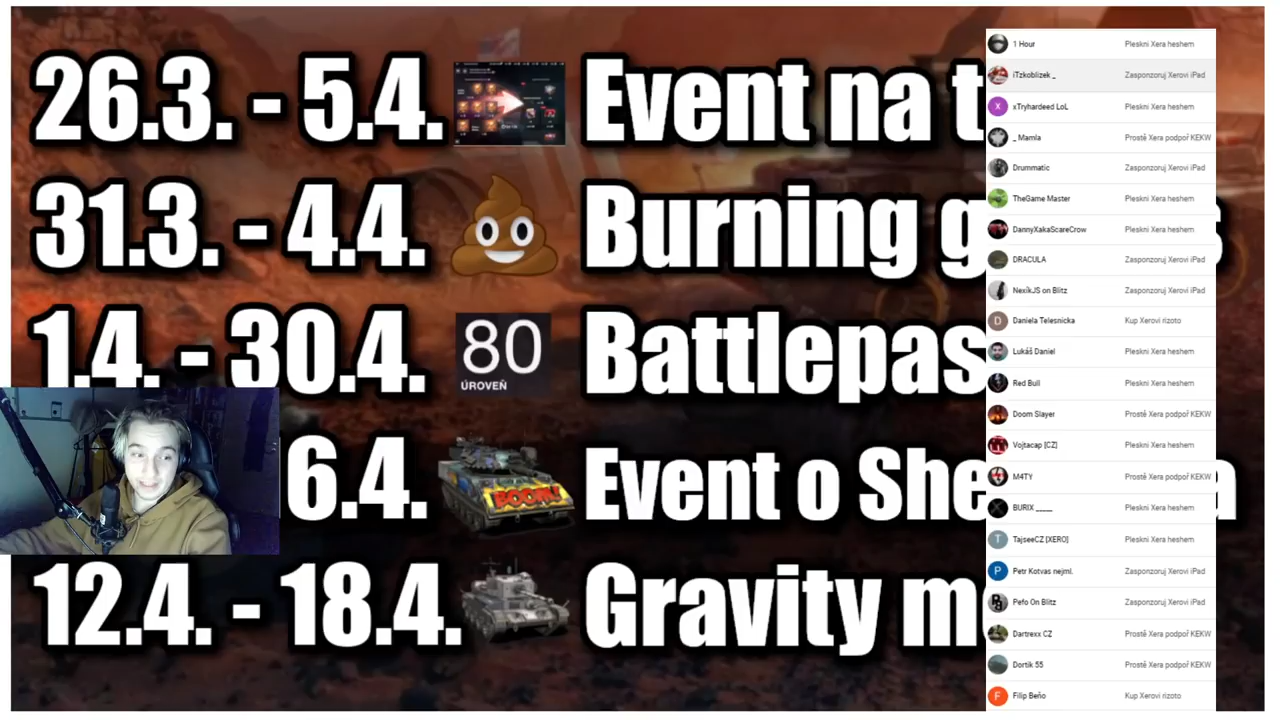 26.3. - 5.4. Event na t
31.3. - 4.4. Burning g s
1.4. - 30.4. 80 ÚROVEŇ Battlepas
6.4. BOOM! Event o She a
12.4. - 18.4. Gravity m
1 Hour Pleskni Xera heshem
iTzkoblizek _ Zasponzoruj Xerovi iPad
X xTryhardeed LoL Pleskni Xera heshem
_ Mamla Prostě Xera podpoř KEKW
Drummatic Zasponzoruj Xerovi iPad
TheGame Master Pleskni Xera heshem
DannyXakaScareCrow Pleskni Xera heshem
DRACULA Zasponzoruj Xerovi iPad
NexíkJS on Blitz Zasponzoruj Xerovi iPad
D Daniela Telesnicka Kup Xerovi rizoto
Lukáš Daniel Pleskni Xera heshem
Red Bull Pleskni Xera heshem
Doom Slayer Prostě Xera podpoř KEKW
Vojtacap [CZ] Pleskni Xera heshem
M4TY Prostě Xera podpoř KEKW
BURIX _____ Pleskni Xera heshem
T TajseeCZ [XERO] Pleskni Xera heshem
P Petr Kotvas nejml. Zasponzoruj Xerovi iPad
Pefo On Blitz Zasponzoruj Xerovi iPad
Dartrexx CZ Prostě Xera podpoř KEKW
Dortík 55 Prostě Xera podpoř KEKW
F Filip Beňo Kup Xerovi rizoto